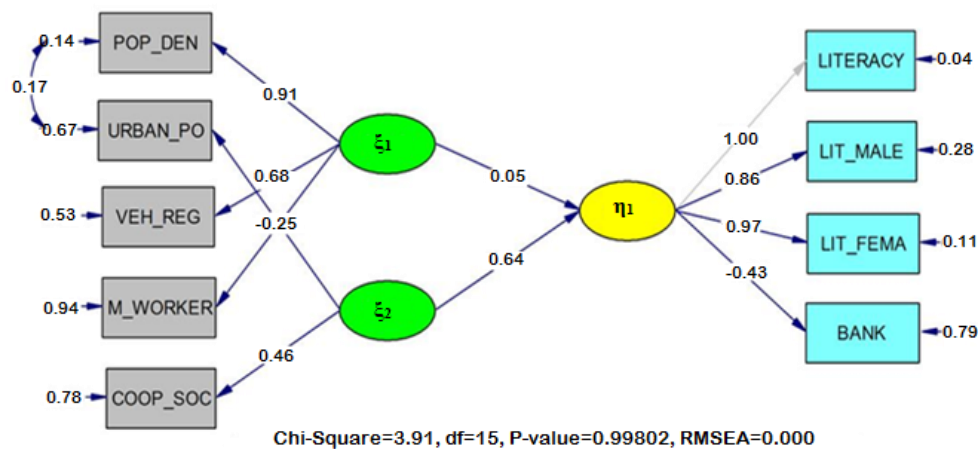 0.14
POP_DEN
0.17
0.67
URBAN_PO
0.53
VEH_REG
0.94
M_WORKER
0.78
COOP_SOC
0.91
0.68
-0.25
0.46
ξ1
ξ2
0.05
0.64
η1
1.00
0.86
0.97
-0.43
LITERACY
0.04
LIT_MALE
0.28
LIT_FEMA
0.11
BANK
0.79
Chi-Square=3.91, df=15, P-value=0.99802, RMSEA=0.000